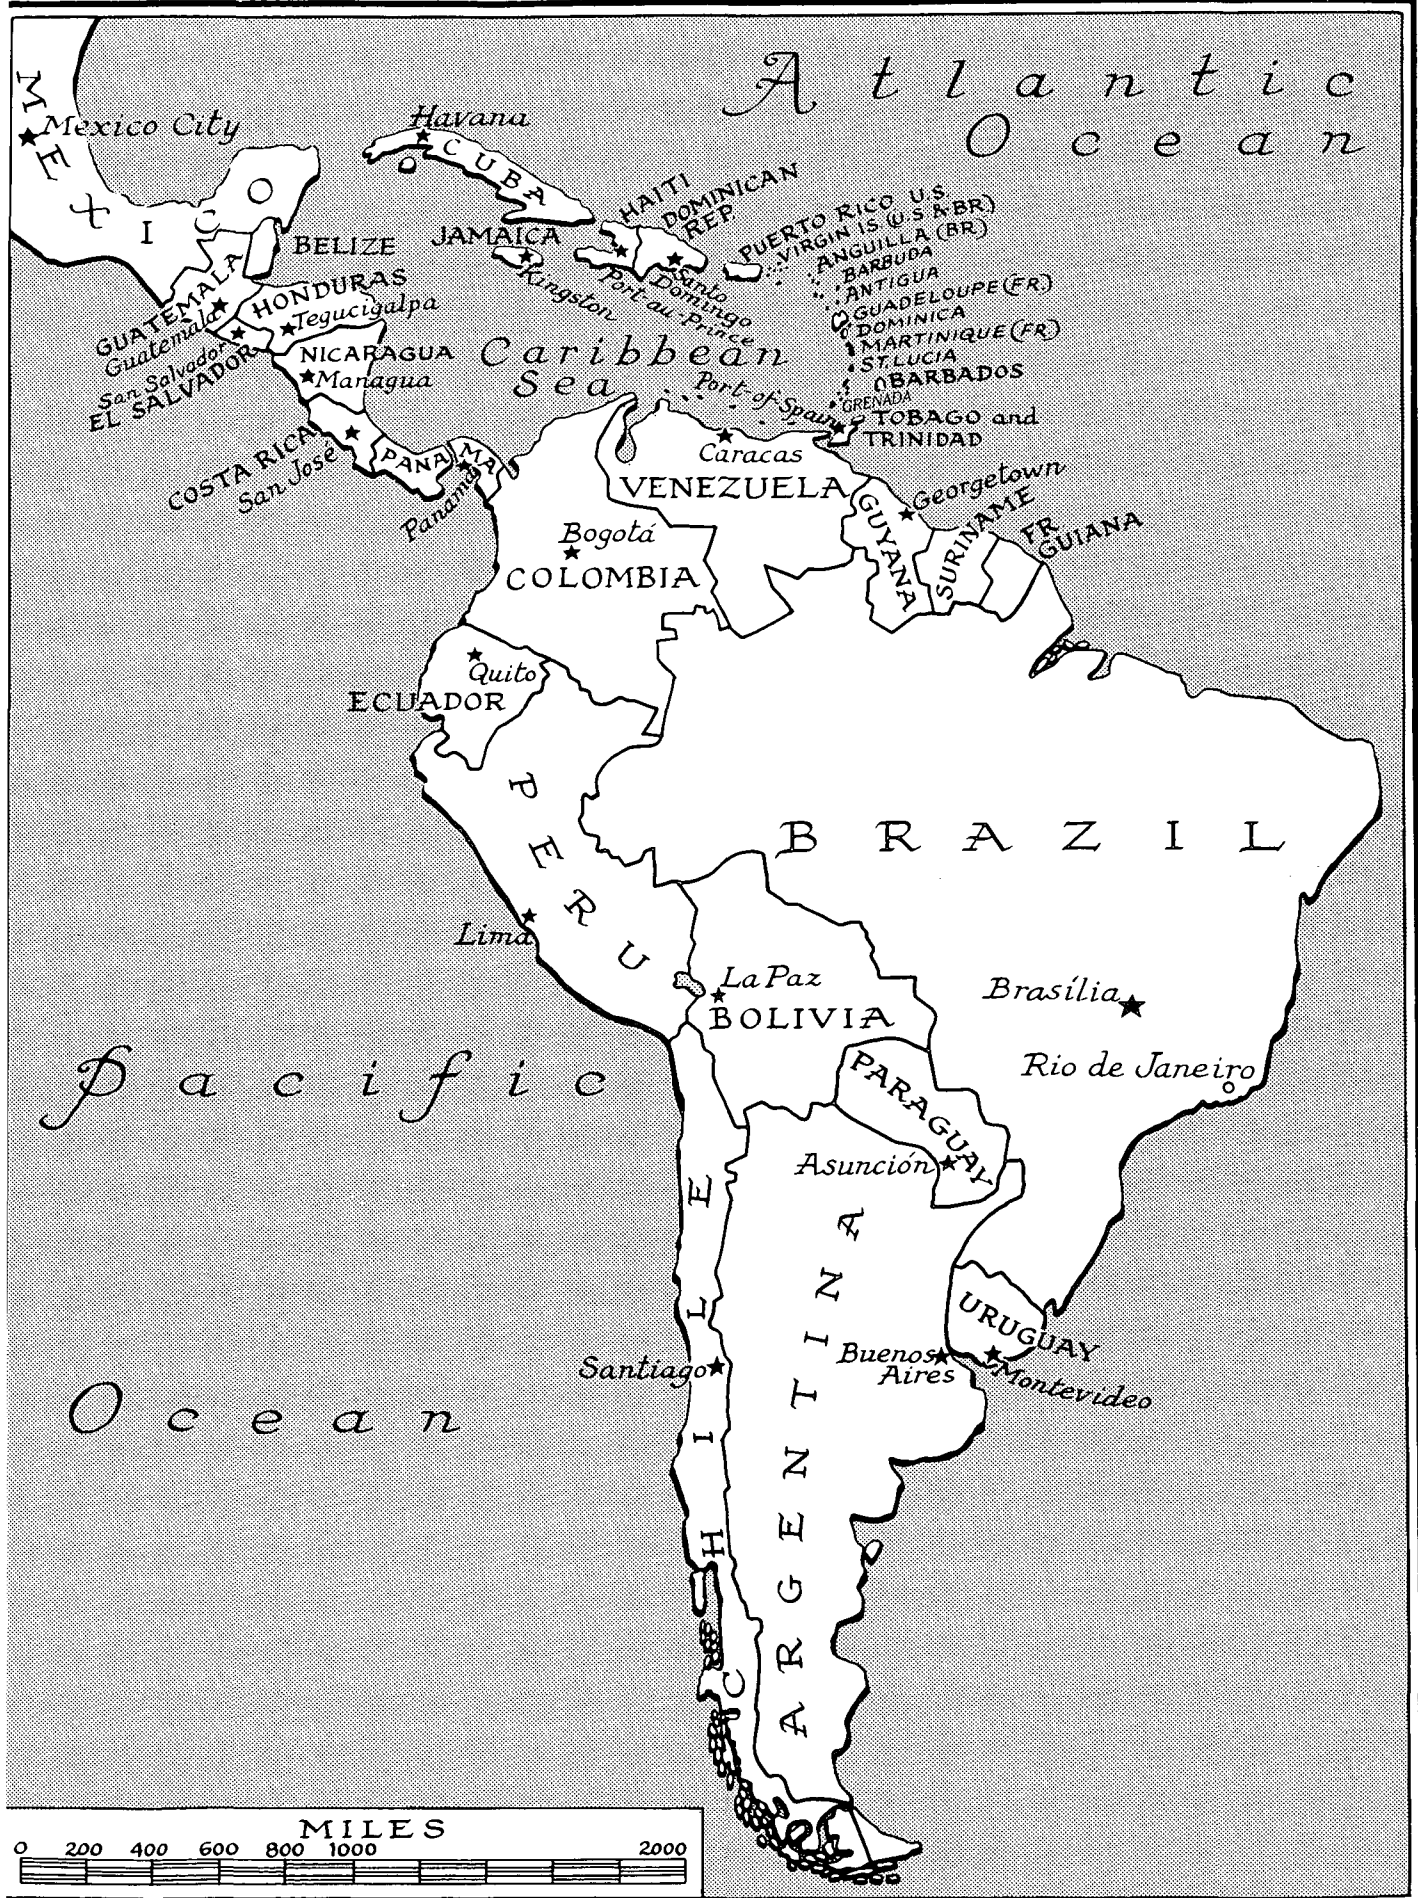 Atlantic
Ocean
MEXICO
Mexico City
Havana
CUBA
HAITI
DOMINICAN
REP.
PUERTO RICO U.S.
VIRGIN IS. (U.S & BR.)
ANGUILLA (BR.)
BARBUDA
ANTIGUA
GUADELOUPE (FR.)
DOMINICA
MARTINIQUE (FR.)
ST. LUCIA
BARBADOS
GRENADA
TOBAGO and
TRINIDAD
BELIZE
JAMAICA
Kingston
Port-au-Prince
Santo
Domingo
GUATEMALA
Guatemala
HONDURAS
Tegucigalpa
San Salvador
EL SALVADOR
NICARAGUA
Managua
Caribbean
Sea
Port-of-Spain
COSTA RICA
San José
PANAMA
Panamá
Caracas
VENEZUELA
Georgetown
GUYANA
SURINAME
FR.
GUIANA
Bogotá
COLOMBIA
Quito
ECUADOR
PERU
Lima
BRAZIL
La Paz
BOLIVIA
Brasília
Rio de Janeiro
Pacific
Ocean
PARAGUAY
Asunción
CHILE
Santiago
ARGENTINA
Buenos
Aires
URUGUAY
Montevideo
MILES
0 200 400 600 800 1000 2000